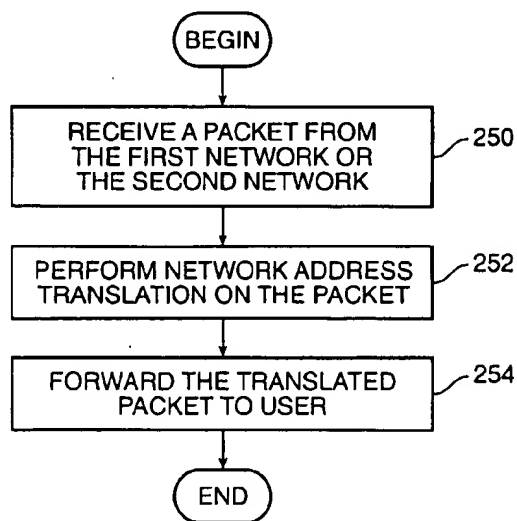 BEGIN
RECEIVE A PACKET FROM
THE FIRST NETWORK OR
THE SECOND NETWORK
250
PERFORM NETWORK ADDRESS
TRANSLATION ON THE PACKET
252
FORWARD THE TRANSLATED
PACKET TO USER
254
END